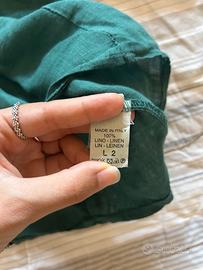 MADE IN ITALY
100%
LINO - LINEN
LIN - LEINEN
L 2